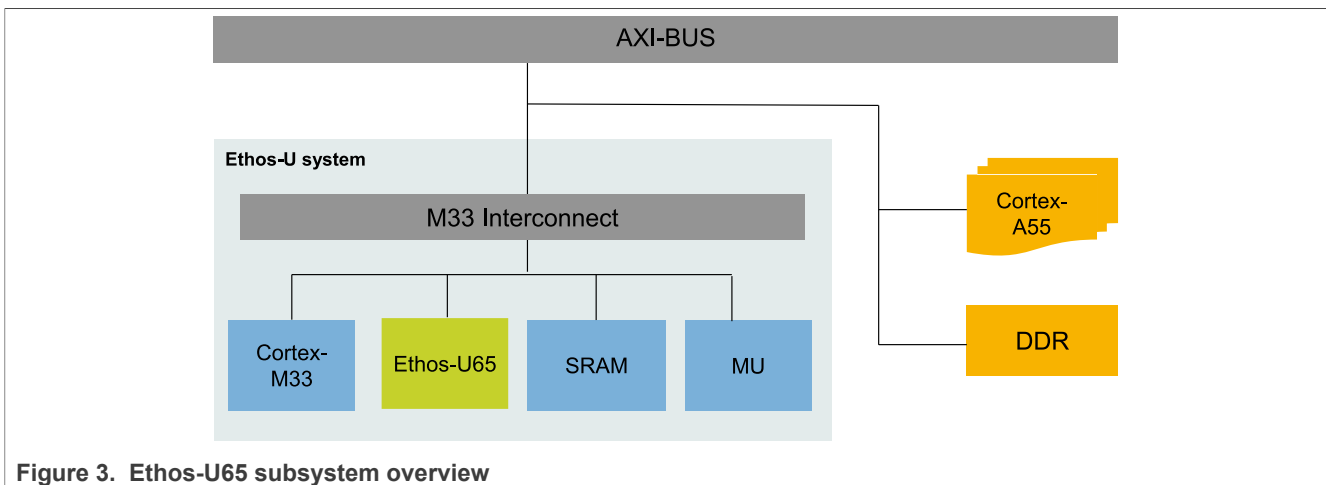 AXI-BUS
Ethos-U system
M33 Interconnect
Cortex-
A55
Cortex-
M33
Ethos-U65
SRAM
MU
DDR
Figure 3. Ethos-U65 subsystem overview